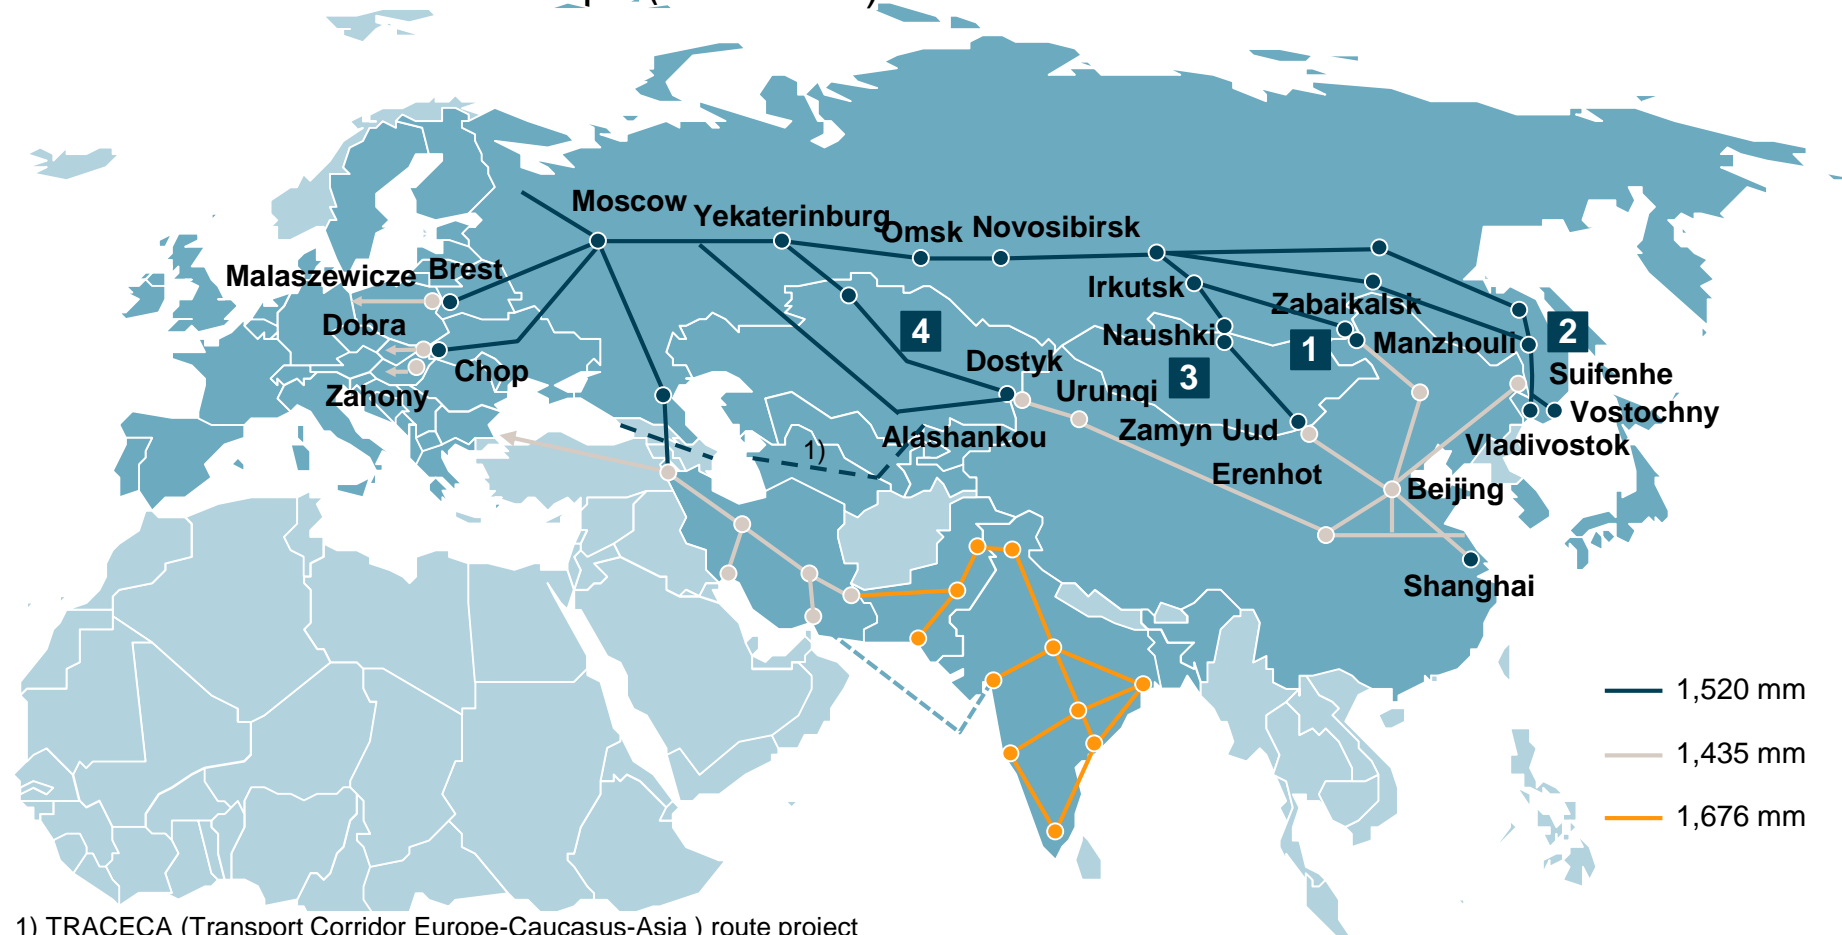 Moscow
Yekaterinburg
Omsk
Novosibirsk
Malaszewicze
Brest
Irkutsk
Zabaikalsk
Dobra
4
Naushki
1
Manzhouli
2
Chop
Dostyk
3
Suifenhe
Zahony
Urumqi
Vostochny
1)
Alashankou
Zamyn Uud
Vladivostok
Erenhot
Beijing
Shanghai
1,520 mm
1,435 mm
1,676 mm
1) TRACECA (Transport Corridor Europe-Caucasus-Asia ) route project